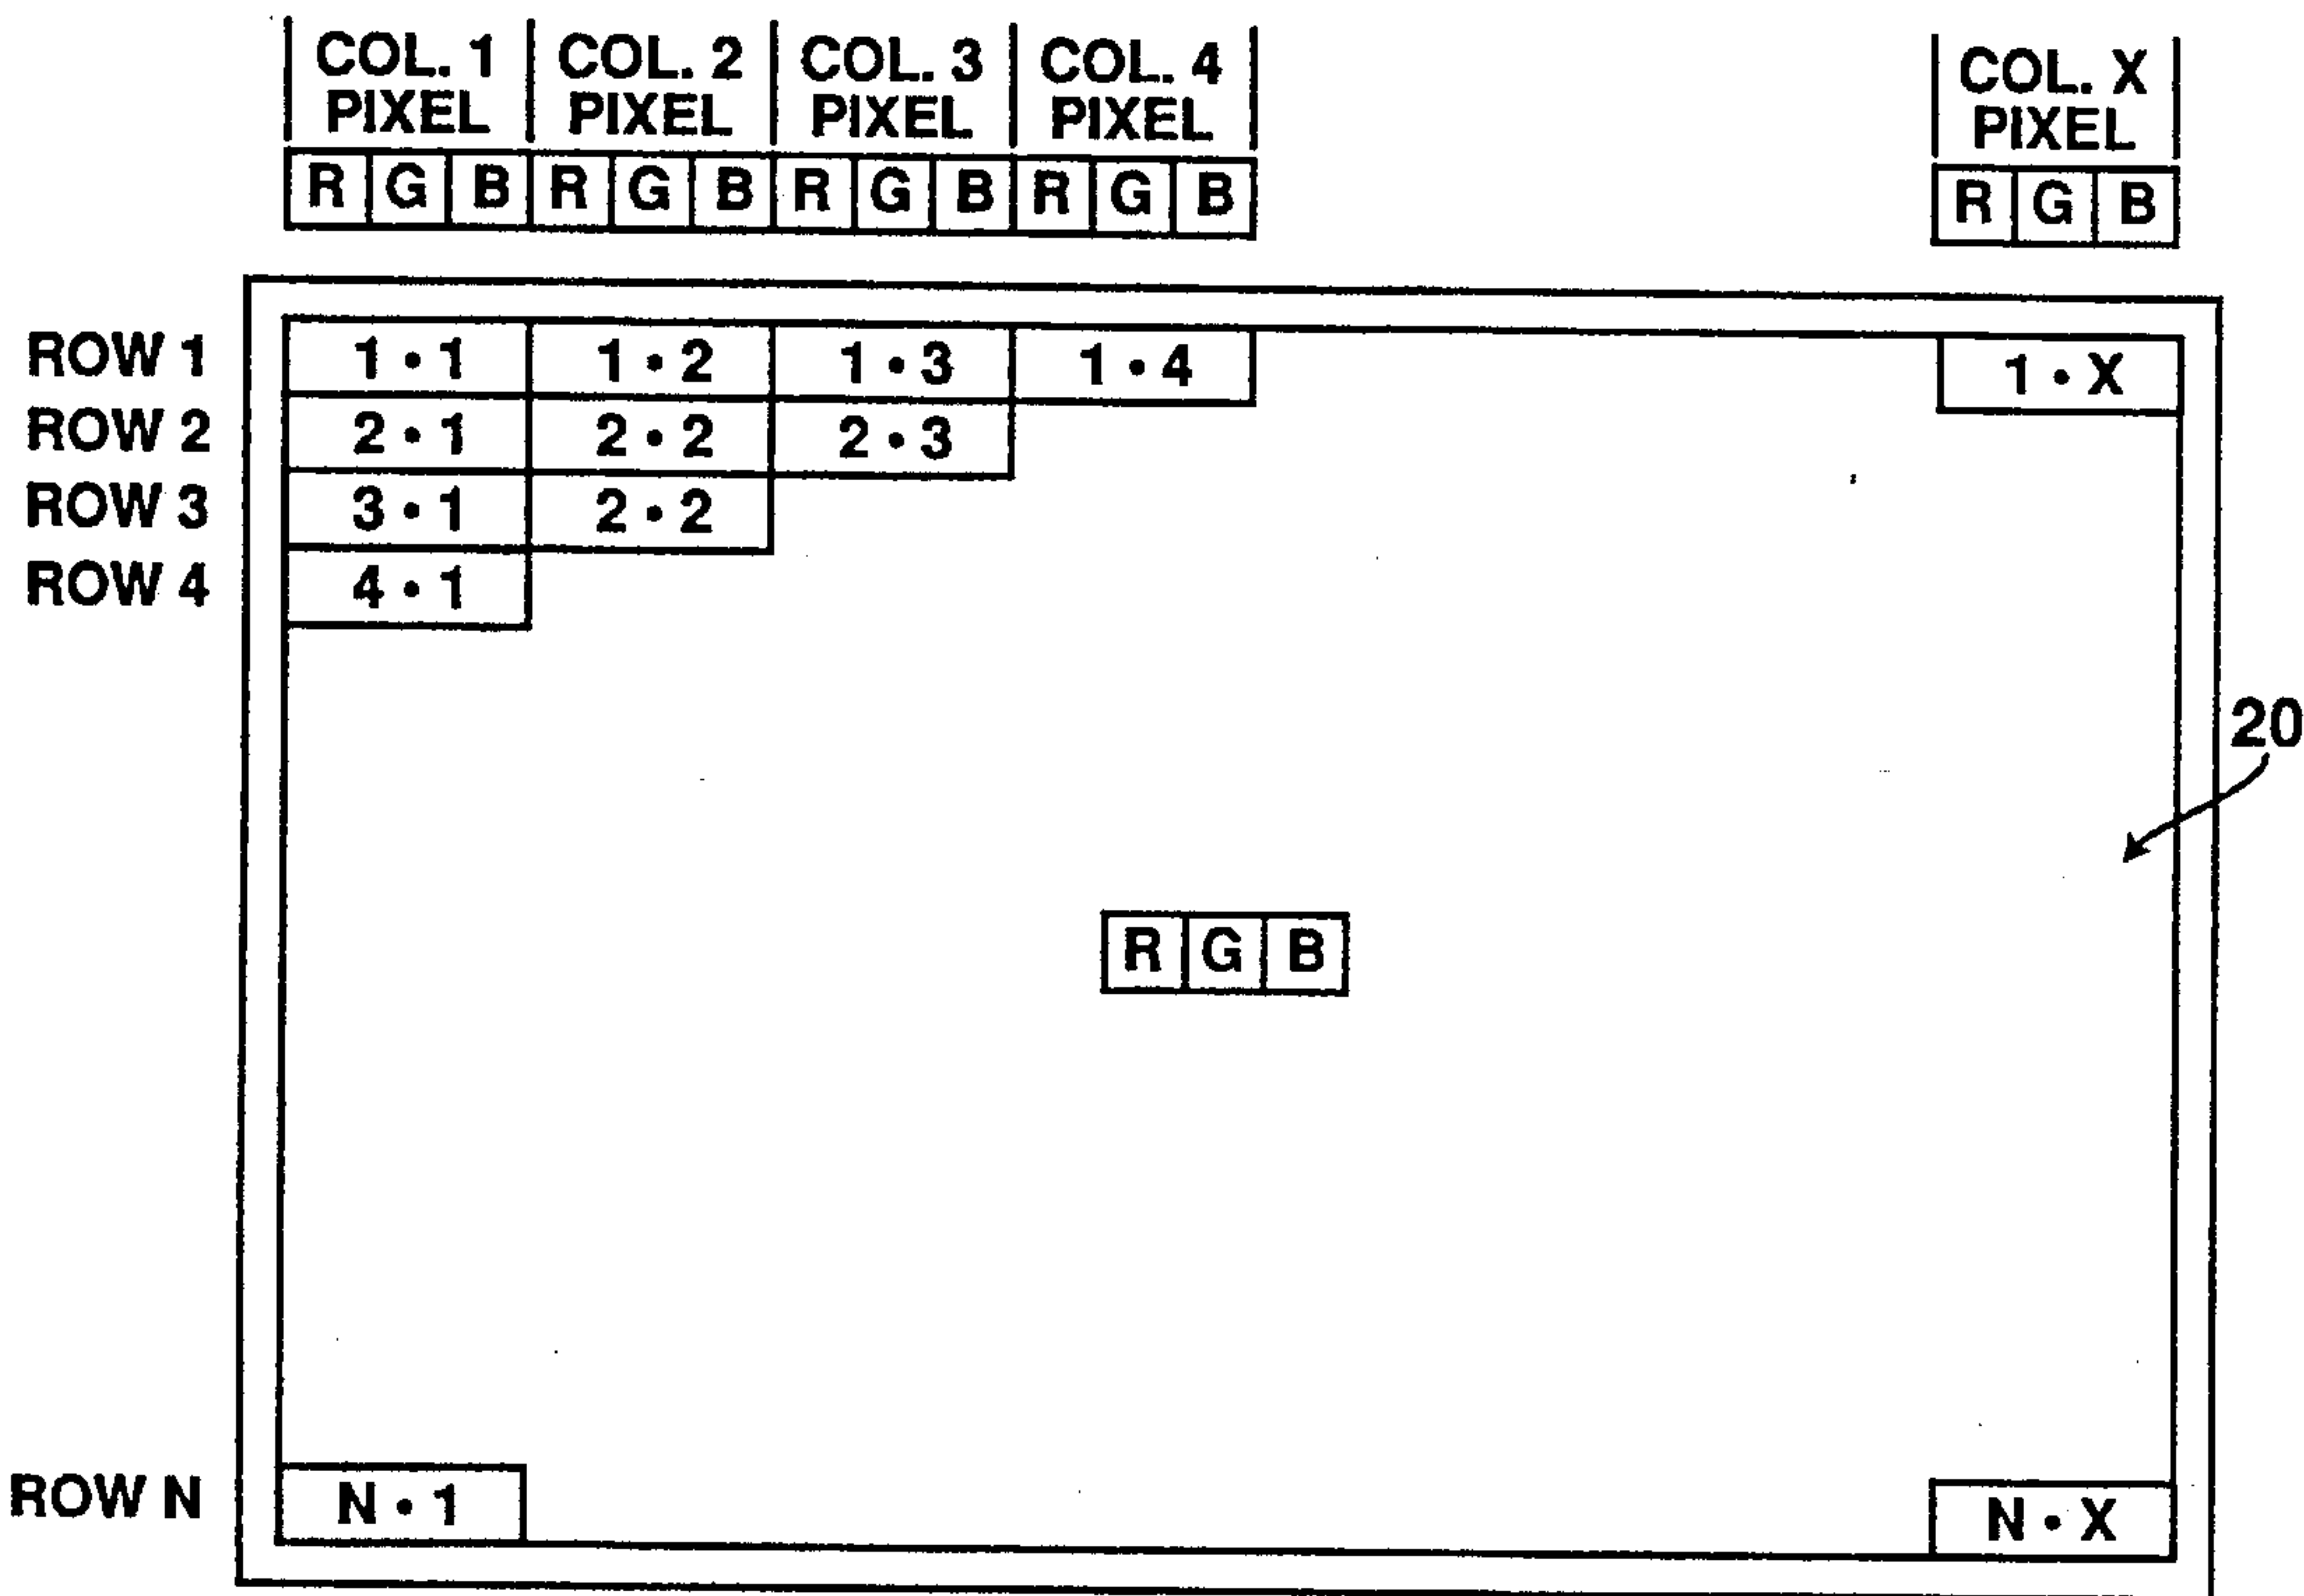 COL. 1 COL. 2 COL. 3 COL. 4 COL. X
PIXEL PIXEL PIXEL PIXEL PIXEL
R G B R G B R G B R G B R G B
ROW 1 1 • 1 1 • 2 1 • 3 1 • 4 1 • X
ROW 2 2 • 1 2 • 2 2 • 3
ROW 3 3 • 1 2 • 2
ROW 4 4 • 1
20
R G B
ROW N N • 1 N • X